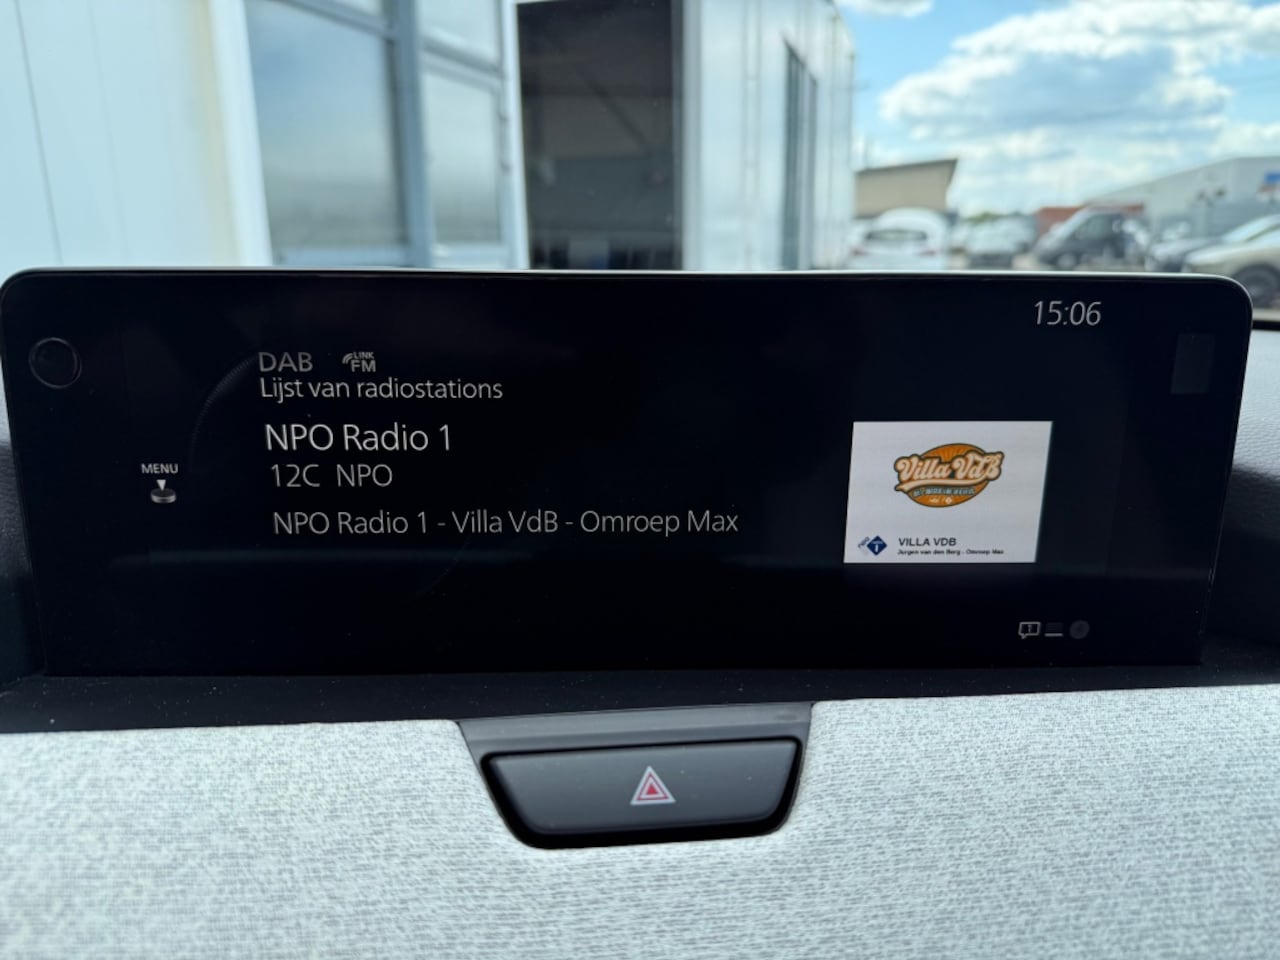 15:06
DAB LINK FM
Lijst van radiostations
NPO Radio 1
12C NPO
MENU
NPO Radio 1 - Villa VdB - Omroep Max
Villa VdB
VILLA VDB
Jurgen van den Berg - Omroep Max